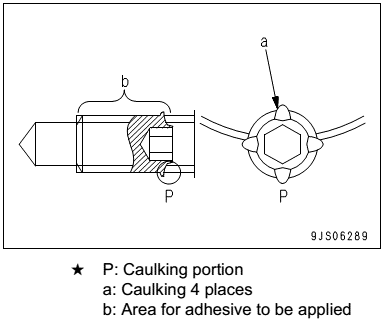 a
b
P
P
9JS06289
★ P: Caulking portion
a: Caulking 4 places
b: Area for adhesive to be applied